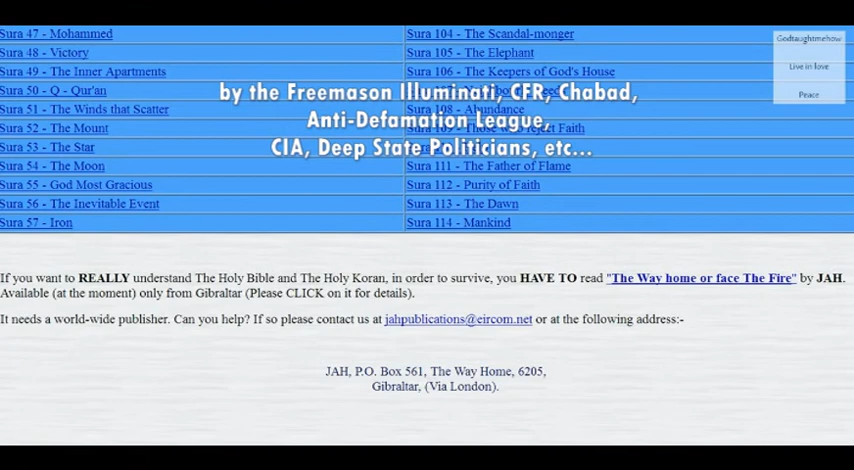 Sura 47 - Mohammed
Sura 104 - The Scandal-monger
Sura 48 - Victory
Sura 105 - The Elephant
Sura 49 - The Inner Apartments
Sura 106 - The Keepers of God's House
Sura 50 - Q - Qur'an
Sura 51 - The Winds that Scatter
Sura 108 - Abundance
Sura 52 - The Mount
Those who reject Faith
Sura 53 - The Star
Sura 54 - The Moon
Sura 111 - The Father of Flame
Sura 55 - God Most Gracious
Sura 112 - Purity of Faith
Sura 56 - The Inevitable Event
Sura 113 - The Dawn
Sura 57 - Iron
Sura 114 - Mankind
by the Freemason Illuminati, CFR, Chabad,
Anti-Defamation League,
CIA, Deep State Politicians, etc...
Godtaughtmehow
Live in love
Peace
If you want to REALLY understand The Holy Bible and The Holy Koran, in order to survive, you HAVE TO read "The Way home or face The Fire" by JAH.
Available (at the moment) only from Gibraltar (Please CLICK on it for details).
It needs a world-wide publisher. Can you help? If so please contact us at jahpublications@eircom.net or at the following address:-
JAH, P.O. Box 561, The Way Home, 6205,
Gibraltar, (Via London).